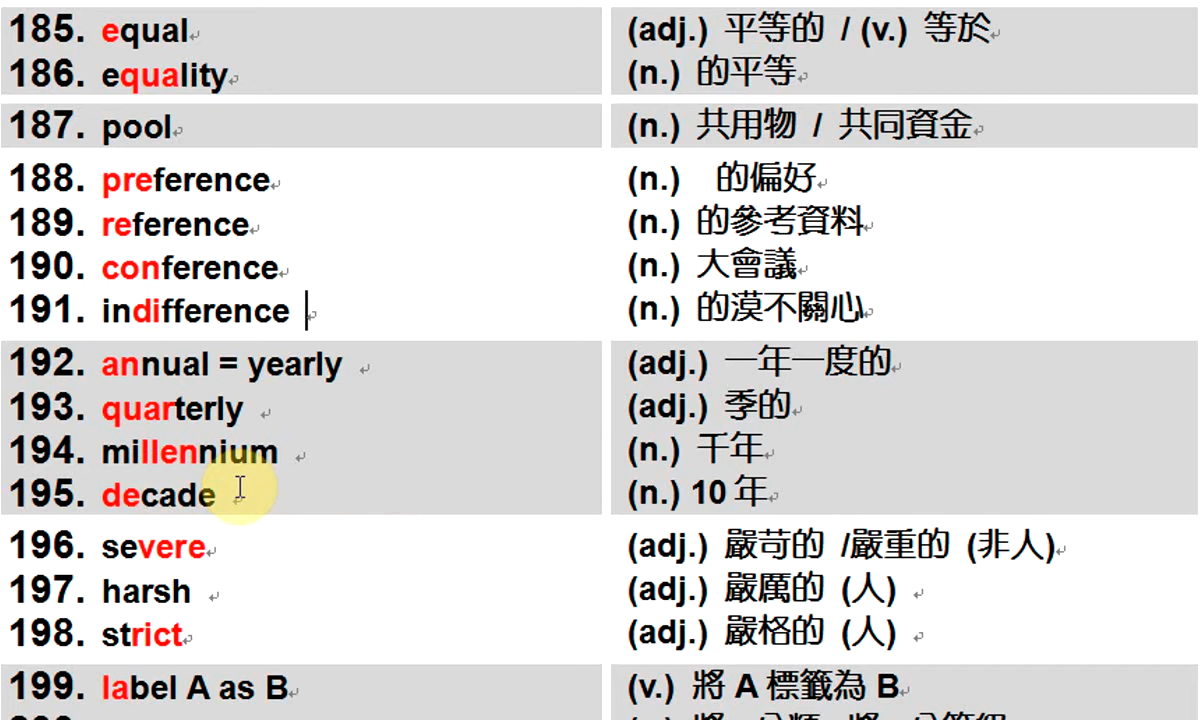 185. equal (adj.) 平等的 / (v.) 等於
186. equality (n.) 的平等
187. pool (n.) 共用物 / 共同資金
188. preference (n.) 的偏好
189. reference (n.) 的參考資料
190. conference (n.) 大會議
191. indifference (n.) 的漠不關心
192. annual = yearly (adj.) 一年一度的
193. quarterly (adj.) 季的
194. millennium (n.) 千年
195. decade (n.) 10 年
196. severe (adj.) 嚴苛的 /嚴重的 (非人)
197. harsh (adj.) 嚴厲的 (人)
198. strict (adj.) 嚴格的 (人)
199. label A as B (v.) 將 A 標籤為 B